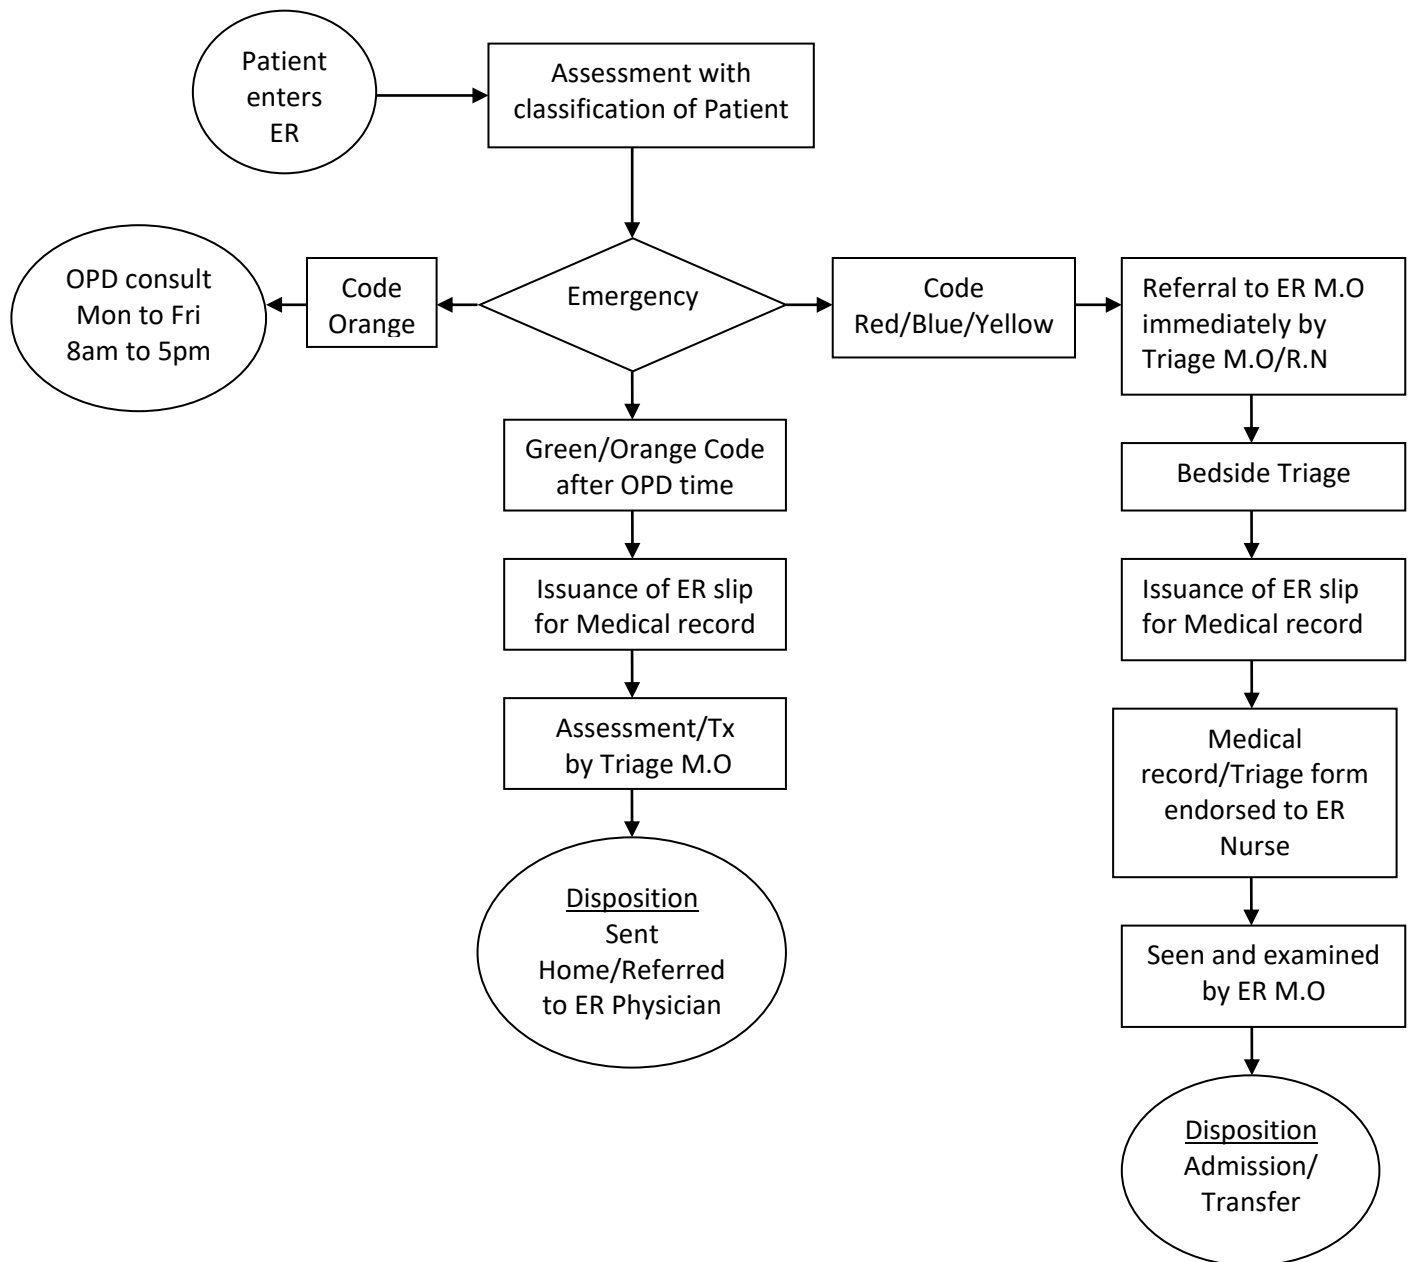 Patient
enters
ER
Assessment with
classification of Patient
OPD consult
Mon to Fri
8am to 5pm
Code
Orange
Emergency
Code
Red/Blue/Yellow
Referral to ER M.O
immediately by
Triage M.O/R.N
Green/Orange Code
after OPD time
Issuance of ER slip
for Medical record
Assessment/Tx
by Triage M.O
Disposition
Sent
Home/Referred
to ER Physician
Bedside Triage
Issuance of ER slip
for Medical record
Medical
record/Triage form
endorsed to ER
Nurse
Seen and examined
by ER M.O
Disposition
Admission/
Transfer